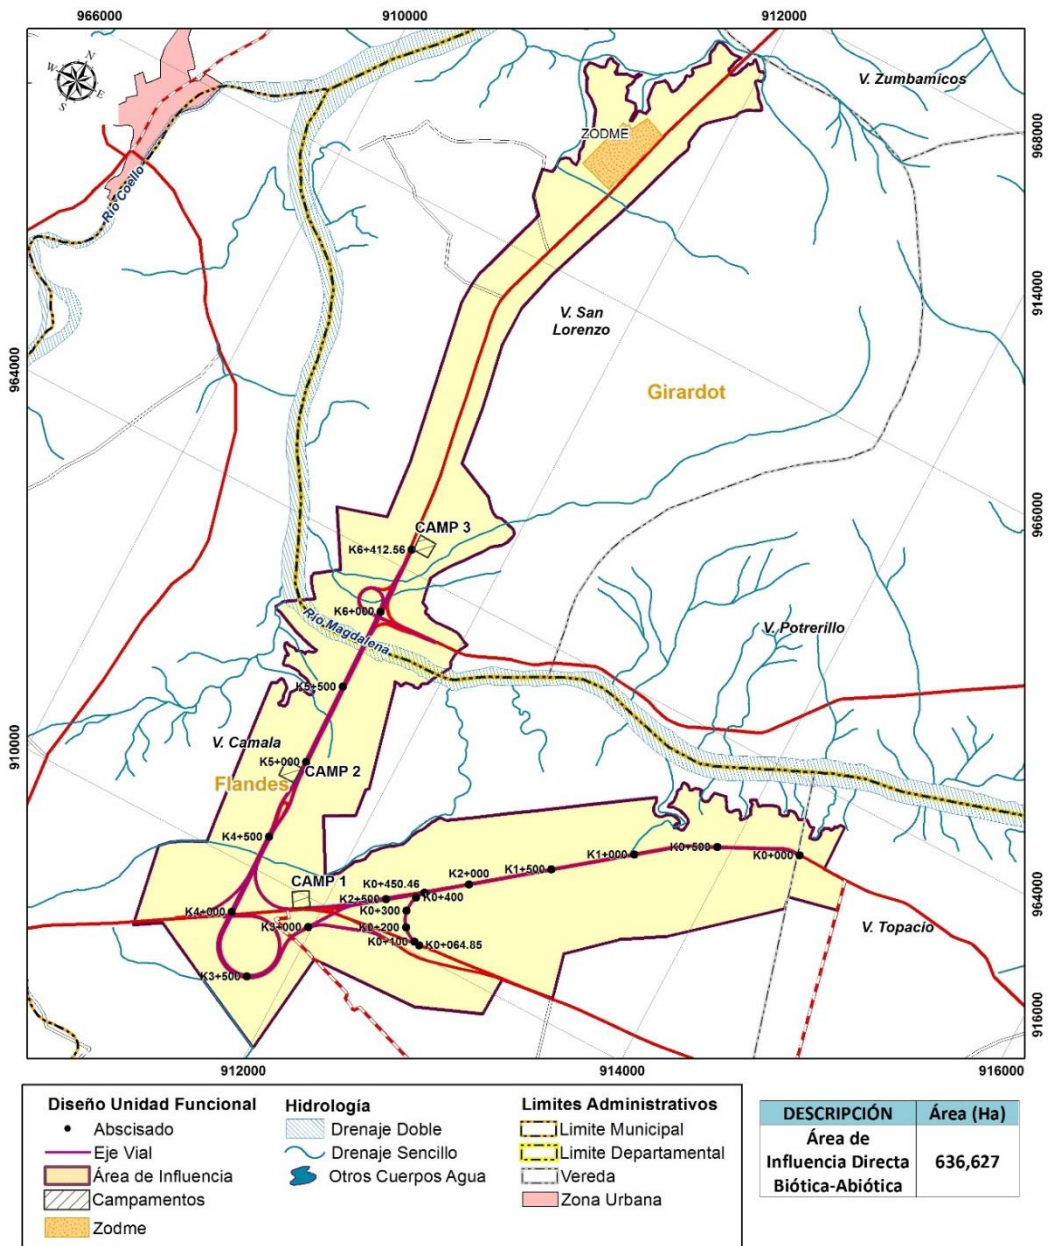 966000
910000
912000
N
W
E
S
V. Zumbamicos
968000
ZODME
Río Coello
914000
V. San
Lorenzo
964000
Girardot
966000
CAMP 3
K6+412.56
K6+000
Río Magdalena
V. Potrerillo
K5+500
V. Camala
K5+000
CAMP 2
Flandes
910000
K4+500
K1+000
K0+500
K0+000
K1+500
K2+000
CAMP 1
K0+450.46
K2+500
K0+400
K4+000
K0+300
964000
K3+000
K0+200
V. Topacio
K0+100
K0+064.85
K3+500
916000
912000
914000
916000
Diseño Unidad Funcional
Abscisado
Eje Vial
Área de Influencia
Campamentos
Zodme
Hidrología
Drenaje Doble
Drenaje Sencillo
Otros Cuerpos Agua
Limites Administrativos
Limite Municipal
Limite Departamental
Vereda
Zona Urbana
DESCRIPCIÓN Área (Ha)
Área de
Influencia Directa 636,627
Biótica-Abiótica